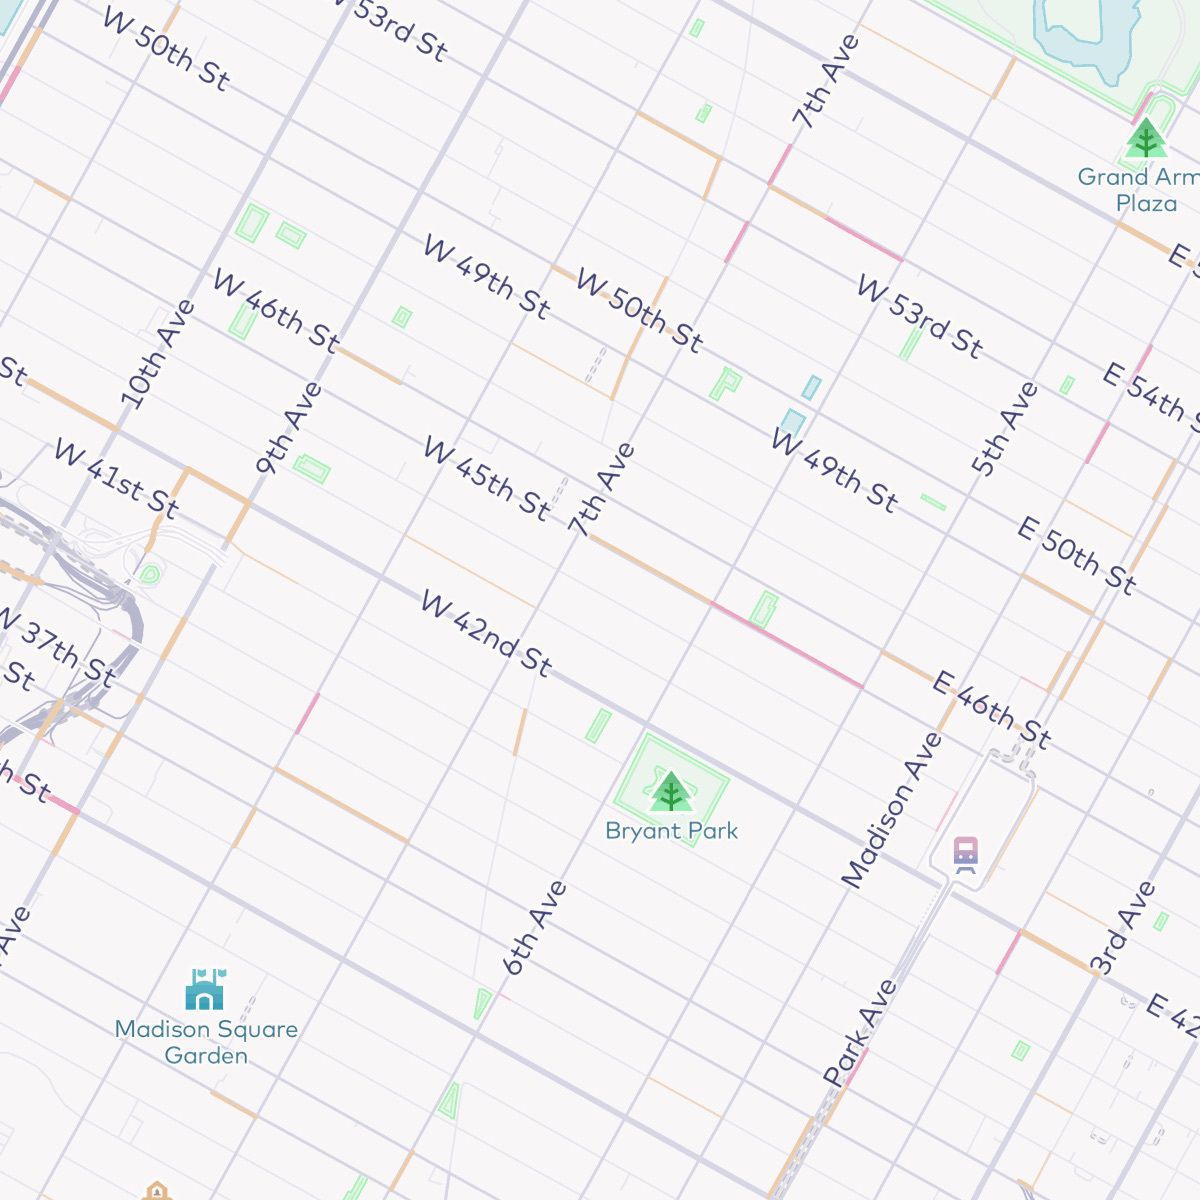 W 50th St
W 53rd St
7th Ave
Grand Arm
Plaza
E 5
W 49th St
W 50th St
W 53rd St
W 46th St
10th Ave
St
9th Ave
E 54th S
5th Ave
W 41st St
W 45th St
7th Ave
W 49th St
E 50th St
W 37th St
St
W 42nd St
E 46th St
h St
Madison Ave
Bryant Park
6th Ave
3rd Ave
Ave
Madison Square
Garden
Park Ave
E 42